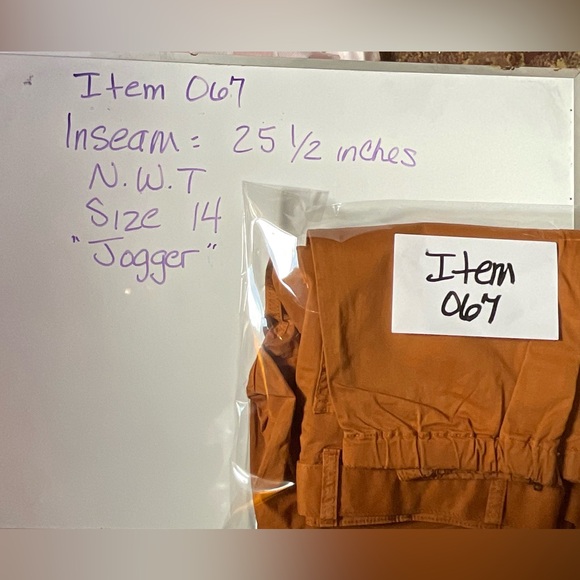 Item 067
Inseam = 25 1/2 inches
N.W.T
Size 14
"Jogger"
Item
067